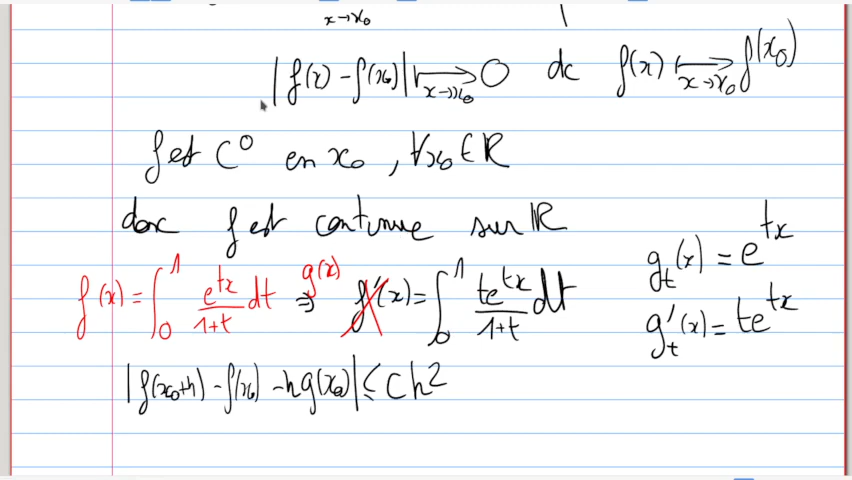 x→x₀
|f(x) - f(x₀)| ⟼ 0 dc f(x) ⟼ f(x₀)
x→x₀ x→x₀
f est C⁰ en x₀, ∀x₀ ∈ ℝ
donc f est continue sur ℝ
g_t(x) = e^{tx}
f(x) = ∫₀¹ e^{tx}/(1+t) dt ⇒ g(x) f'(x) = ∫₀¹ te^{tx}/(1+t) dt
g_t'(x) = te^{tx}
|f(x₀+h) - f(x₀) - hg(x₀)| ≤ Ch²